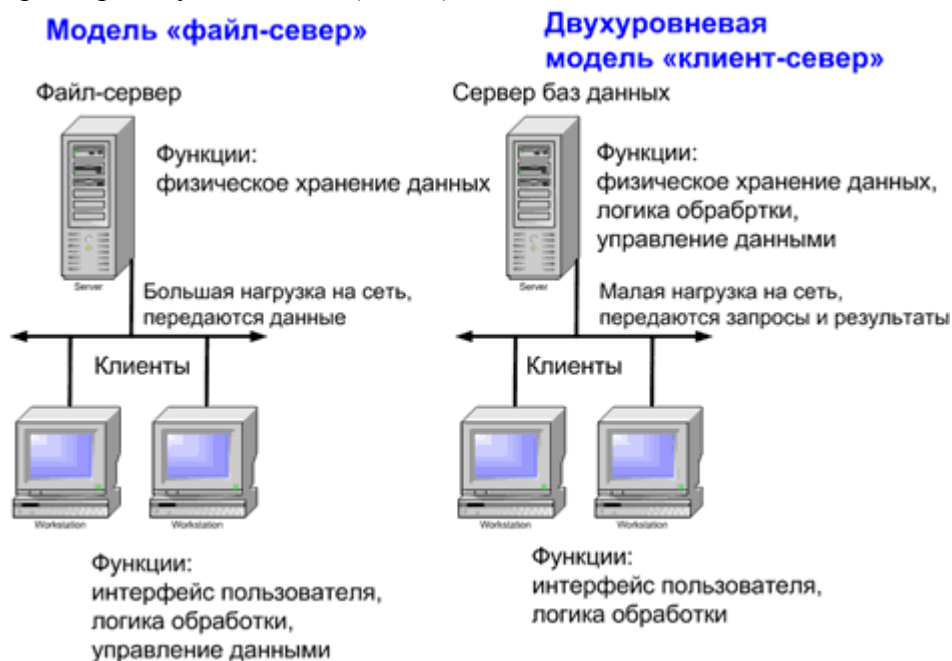 Модель «файл-север»
Файл-сервер
Функции:
физическое хранение данных
Server
Большая нагрузка на сеть,
передаются данные
Клиенты
Workstation
Workstation
Функции:
интерфейс пользователя,
логика обработки,
управление данными
Двухуровневая
модель «клиент-север»
Сервер баз данных
Функции:
физическое хранение данных,
логика обрабртки,
управление данными
Server
Малая нагрузка на сеть,
передаются запросы и результаты
Клиенты
Workstation
Workstation
Функции:
интерфейс пользователя,
логика обработки